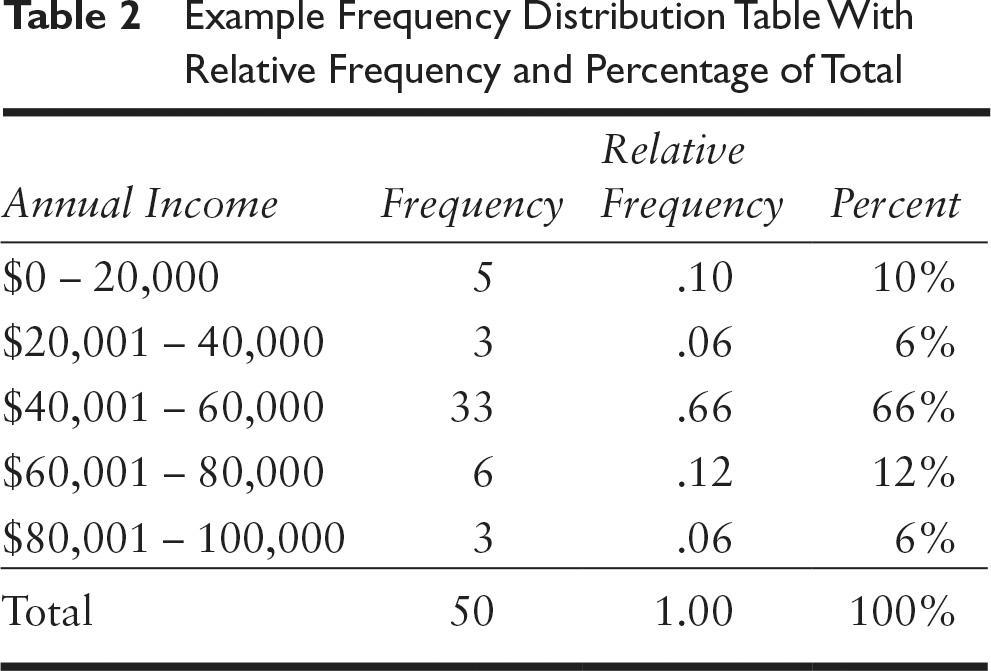 Table 2 Example Frequency Distribution Table With
Relative Frequency and Percentage of Total
Relative
Annual Income Frequency Frequency Percent
$0 – 20,000 5 .10 10%
$20,001 – 40,000 3 .06 6%
$40,001 – 60,000 33 .66 66%
$60,001 – 80,000 6 .12 12%
$80,001 – 100,000 3 .06 6%
Total 50 1.00 100%